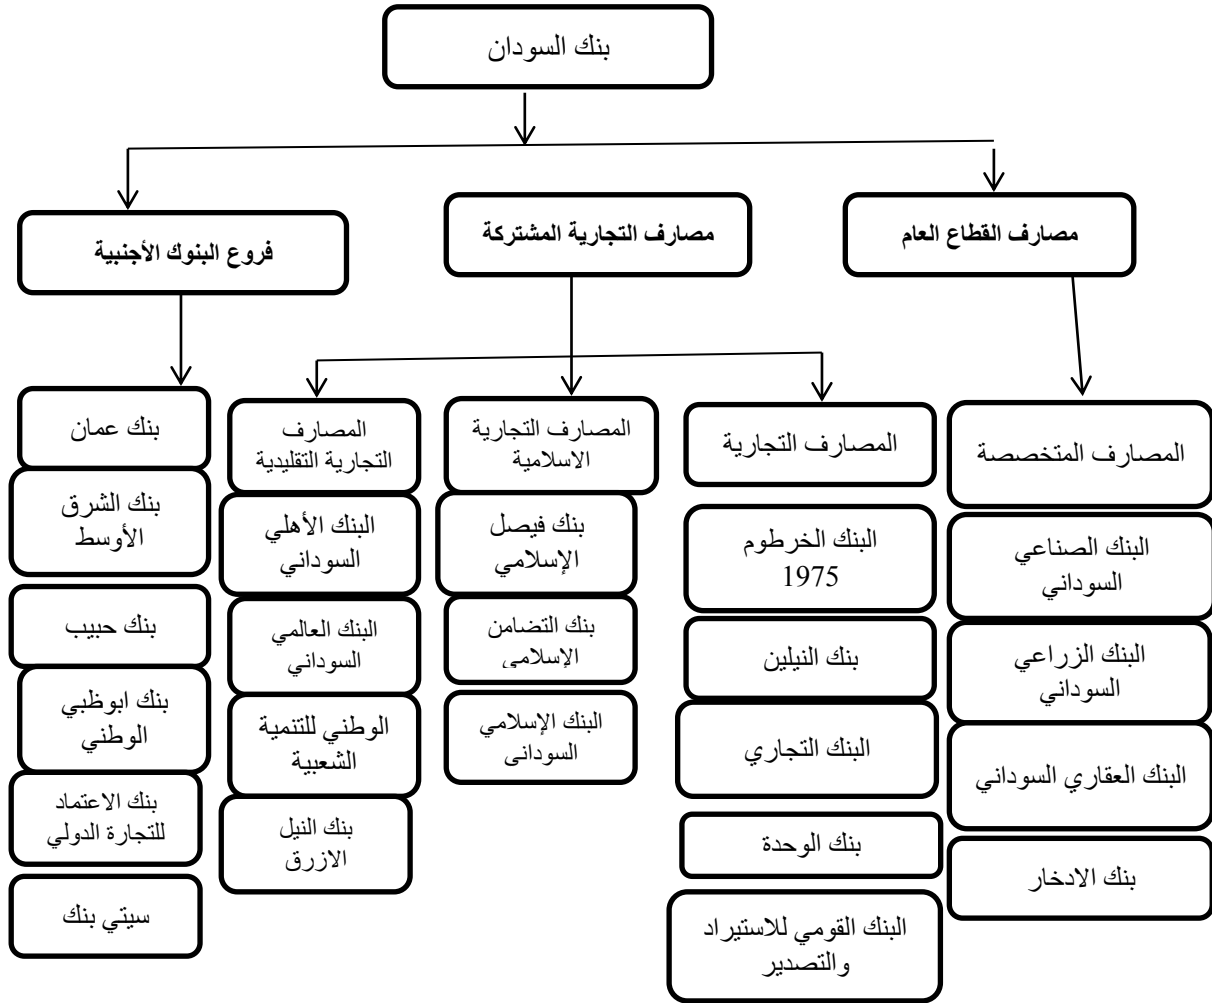 بنك السودان
مصارف القطاع العام
مصارف التجارية المشتركة
فروع البنوك الأجنبية
المصارف المتخصصة
البنك الصناعي
السوداني
البنك الزراعي
السوداني
البنك العقاري السوداني
بنك الادخار
المصارف التجارية
البنك الخرطوم
1975
بنك النيلين
البنك التجاري
بنك الوحدة
البنك القومي للاستيراد
والتصدير
المصارف التجارية
الاسلامية
بنك فيصل
الإسلامي
بنك التضامن
الإسلامي
البنك الإسلامي
السوداني
المصارف
التجارية التقليدية
البنك الأهلي
السوداني
البنك العالمي
السوداني
الوطني للتنمية
الشعبية
بنك النيل
الازرق
بنك عمان
بنك الشرق
الأوسط
بنك حبيب
بنك ابوظبي
الوطني
بنك الاعتماد
للتجارة الدولي
سيتي بنك